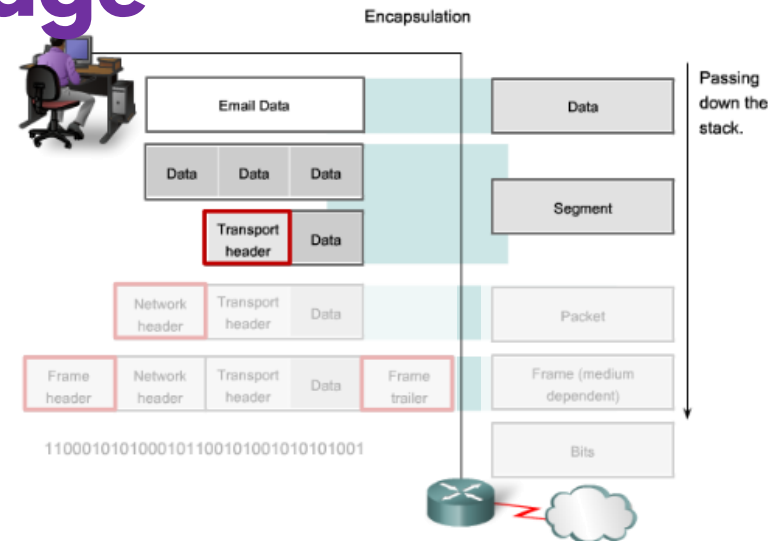 Encapsulation
Email Data
Data
Passing
down the
stack.
Data Data Data
Segment
Transport
header
Data
Network
header
Transport
header
Data
Packet
Frame
header
Network
header
Transport
header
Data
Frame
trailer
Frame (medium
dependent)
1100010101000101100101001010101001
Bits